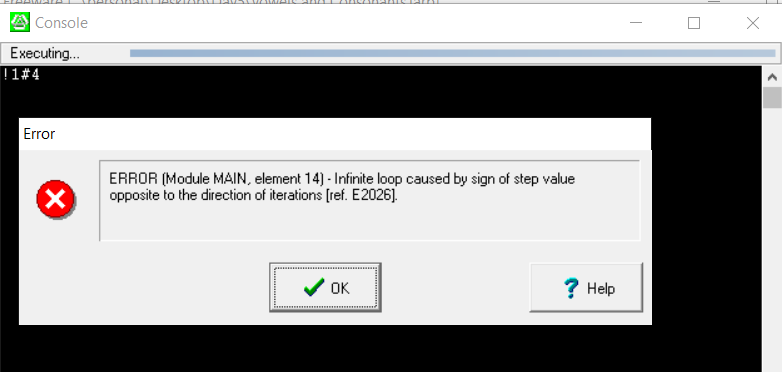 Console
Executing...
!1#4
Error
ERROR (Module MAIN, element 14) - Infinite loop caused by sign of step value
opposite to the direction of iterations [ref. E2026].
OK
? Help